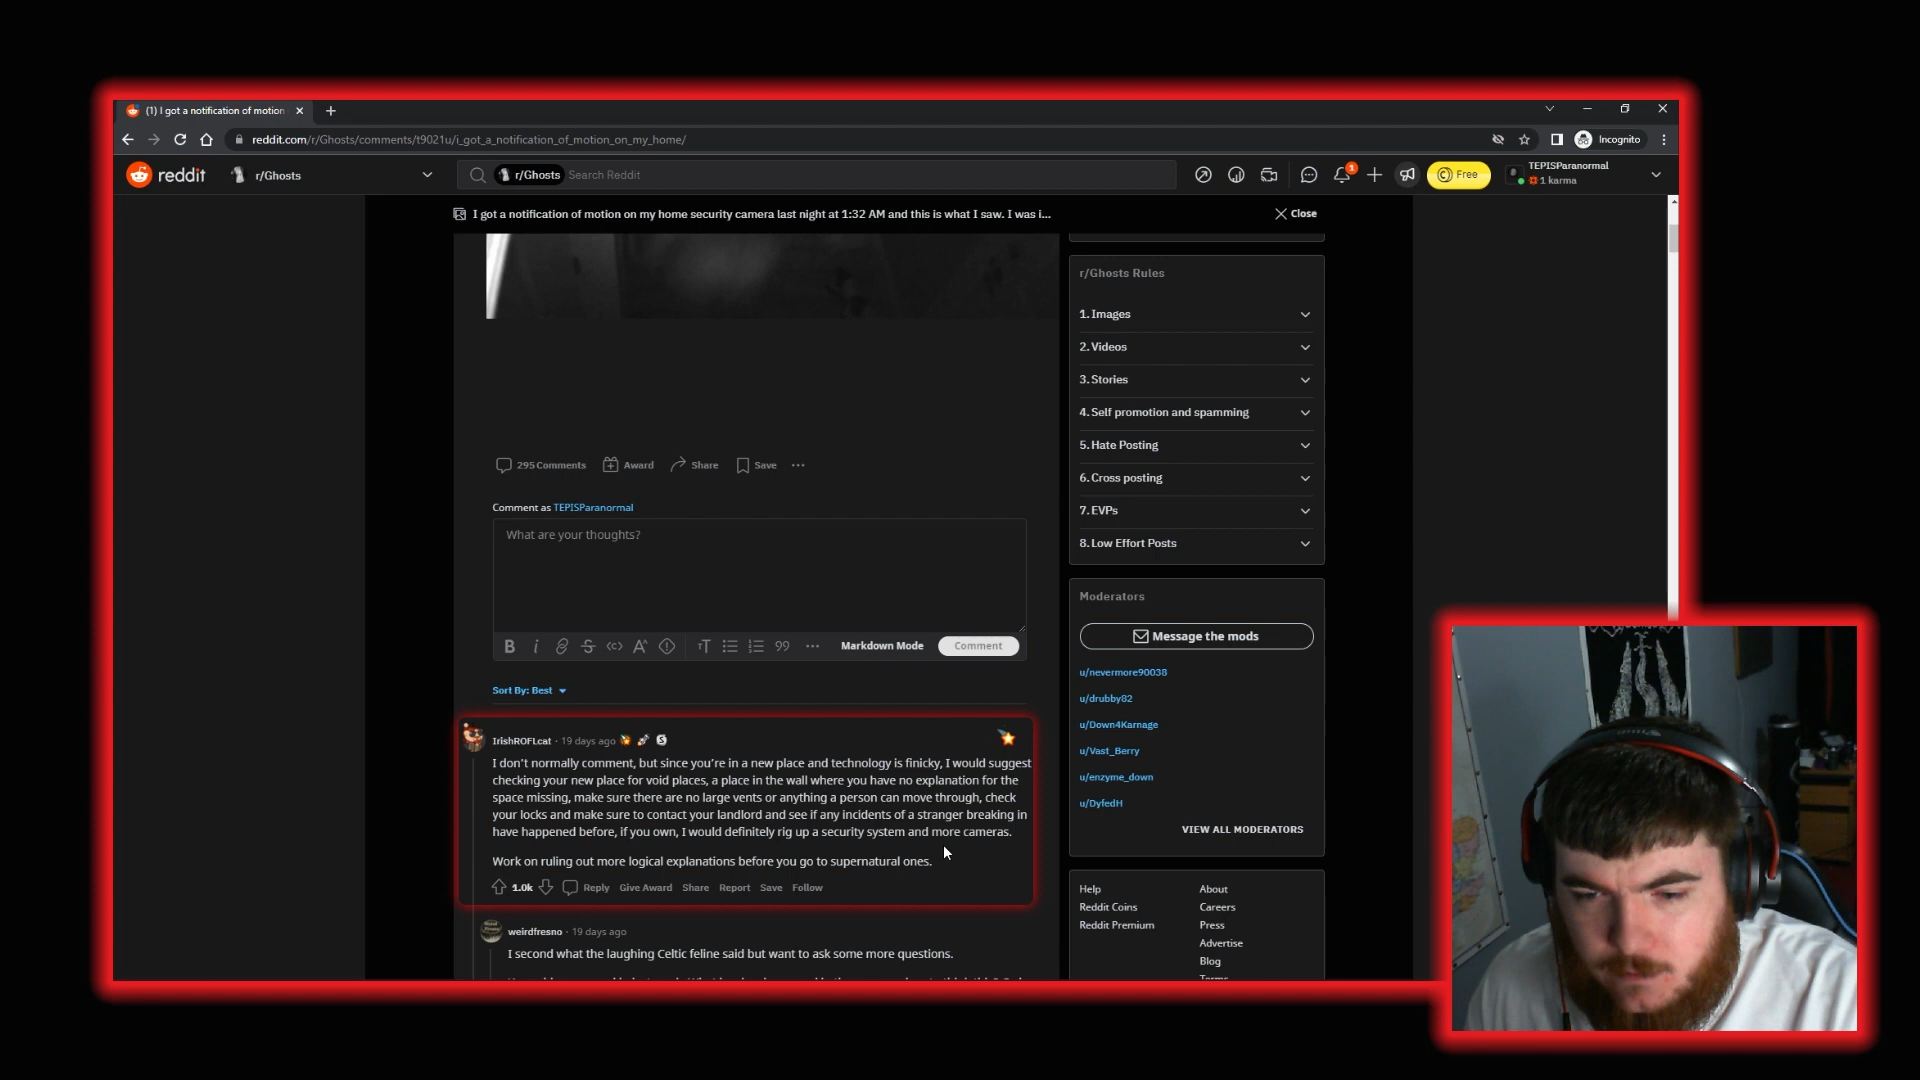 (1) I got a notification of motion
reddit.com/r/Ghosts/comments/t9021u/i_got_a_notification_of_motion_on_my_home/
Incognito
reddit
r/Ghosts
r/Ghosts Search Reddit
1
Free
TEPISParanormal
1 karma
I got a notification of motion on my home security camera last night at 1:32 AM and this is what I saw. I was i...
Close
295 Comments
Award
Share
Save
Comment as TEPISParanormal
What are your thoughts?
Markdown Mode
Comment
Sort By: Best
IrishROFLcat · 19 days ago
I don't normally comment, but since you're in a new place and technology is finicky, I would suggest
checking your new place for void places, a place in the wall where you have no explanation for the
space missing, make sure there are no large vents or anything a person can move through, check
your locks and make sure to contact your landlord and see if any incidents of a stranger breaking in
have happened before, if you own, I would definitely rig up a security system and more cameras.
Work on ruling out more logical explanations before you go to supernatural ones.
1.0k
Reply Give Award Share Report Save Follow
weirdfresno · 19 days ago
I second what the laughing Celtic feline said but want to ask some more questions.
r/Ghosts Rules
1. Images
2. Videos
3. Stories
4. Self promotion and spamming
5. Hate Posting
6. Cross posting
7. EVPs
8. Low Effort Posts
Moderators
Message the mods
u/nevermore90038
u/drubby82
u/Down4Karnage
u/Vast_Berry
u/enzyme_down
u/DyfedH
VIEW ALL MODERATORS
Help
Reddit Coins
Reddit Premium
About
Careers
Press
Advertise
Blog
Terms